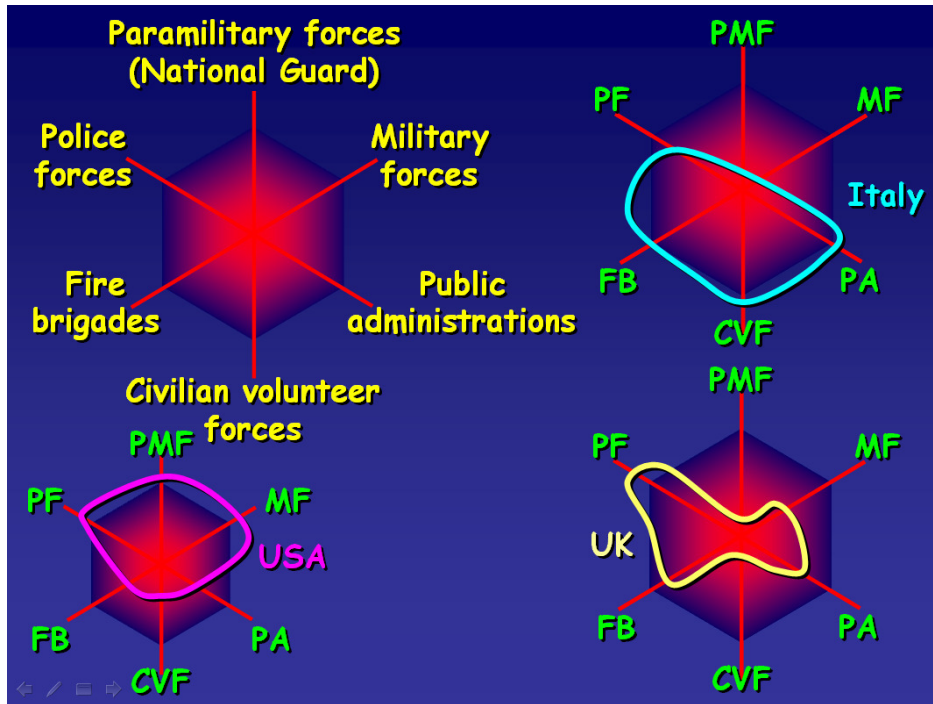 Paramilitary forces
(National Guard)
Police
forces
Military
forces
Fire
brigades
Public
administrations
Civilian volunteer
forces
PMF
PF
MF
Italy
FB
PA
CVF
PMF
PF
MF
USA
FB
PA
CVF
PMF
PF
MF
UK
FB
PA
CVF